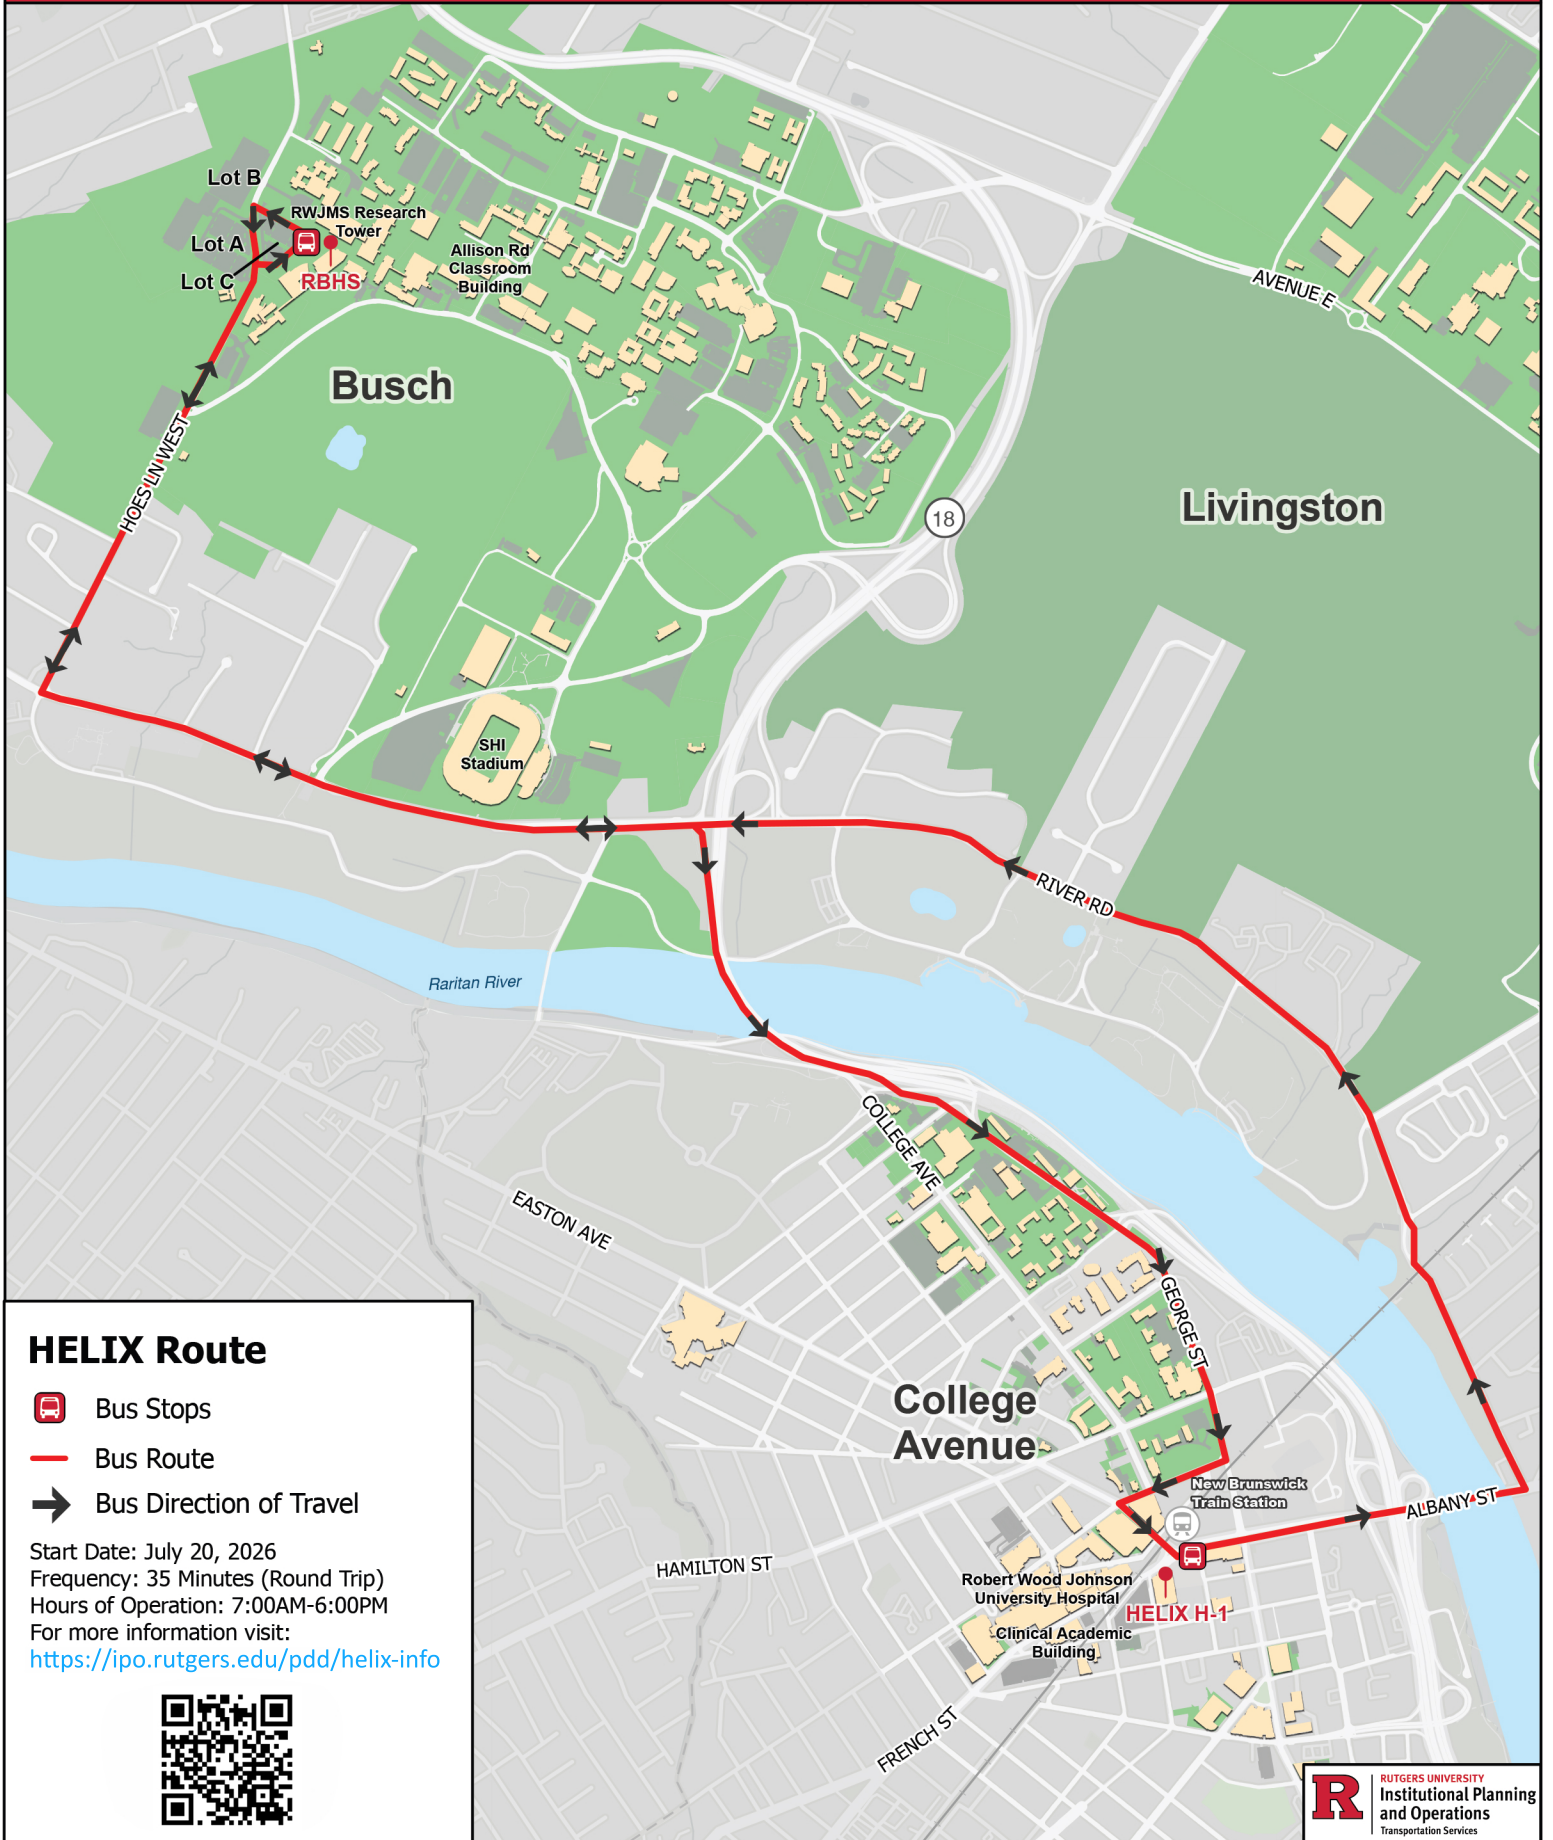 Lot B
RWJMS Research
Tower
Lot A
Lot C
RBHS
Allison Rd
Classroom
Building
AVENUE E
Busch
HOES LN WEST
18
Livingston
SHI
Stadium
RIVER RD
Raritan River
COLLEGE AVE
EASTON AVE
GEORGE ST
College
Avenue
New Brunswick
Train Station
ALBANY ST
HAMILTON ST
Robert Wood Johnson
University Hospital
HELIX H-1
Clinical Academic
Building
FRENCH ST
HELIX Route
Bus Stops
Bus Route
Bus Direction of Travel
Start Date: July 20, 2026
Frequency: 35 Minutes (Round Trip)
Hours of Operation: 7:00AM-6:00PM
For more information visit:
https://ipo.rutgers.edu/pdd/helix-info
R
RUTGERS UNIVERSITY
Institutional Planning
and Operations
Transportation Services